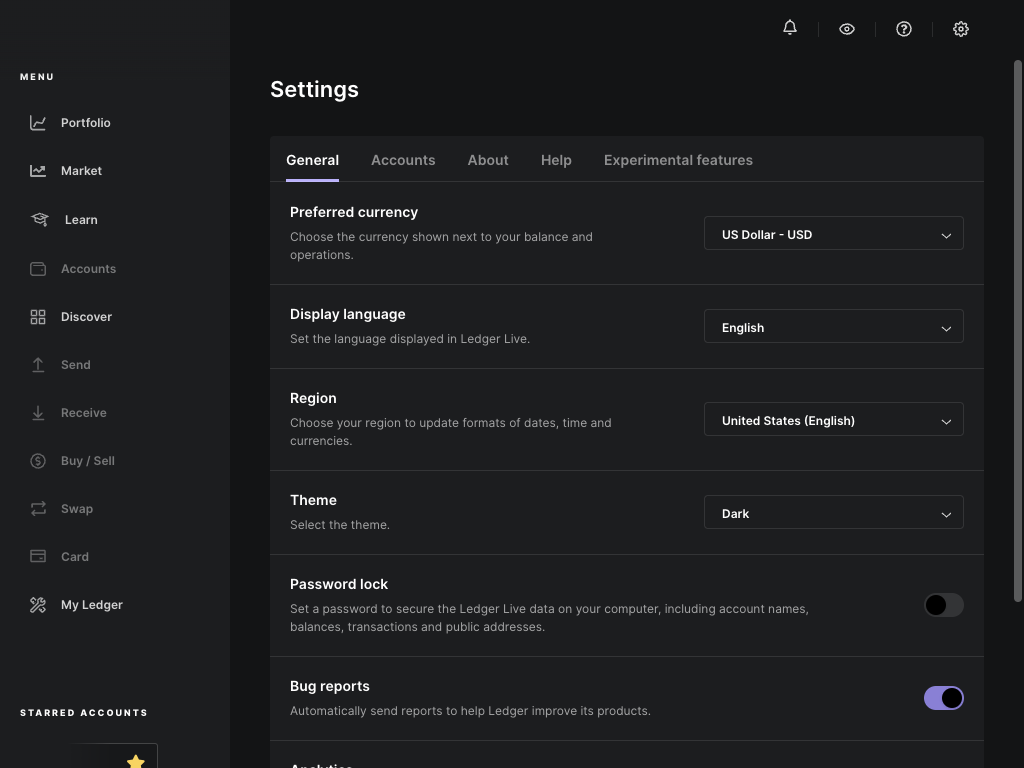 MENU
Portfolio
Market
Learn
Accounts
Discover
Send
Receive
Buy / Sell
Swap
Card
My Ledger
STARRED ACCOUNTS
Settings
General
Accounts
About
Help
Experimental features
Preferred currency
Choose the currency shown next to your balance and
operations.
US Dollar - USD
Display language
Set the language displayed in Ledger Live.
English
Region
Choose your region to update formats of dates, time and
currencies.
United States (English)
Theme
Select the theme.
Dark
Password lock
Set a password to secure the Ledger Live data on your computer, including account names,
balances, transactions and public addresses.
Bug reports
Automatically send reports to help Ledger improve its products.
Analytics